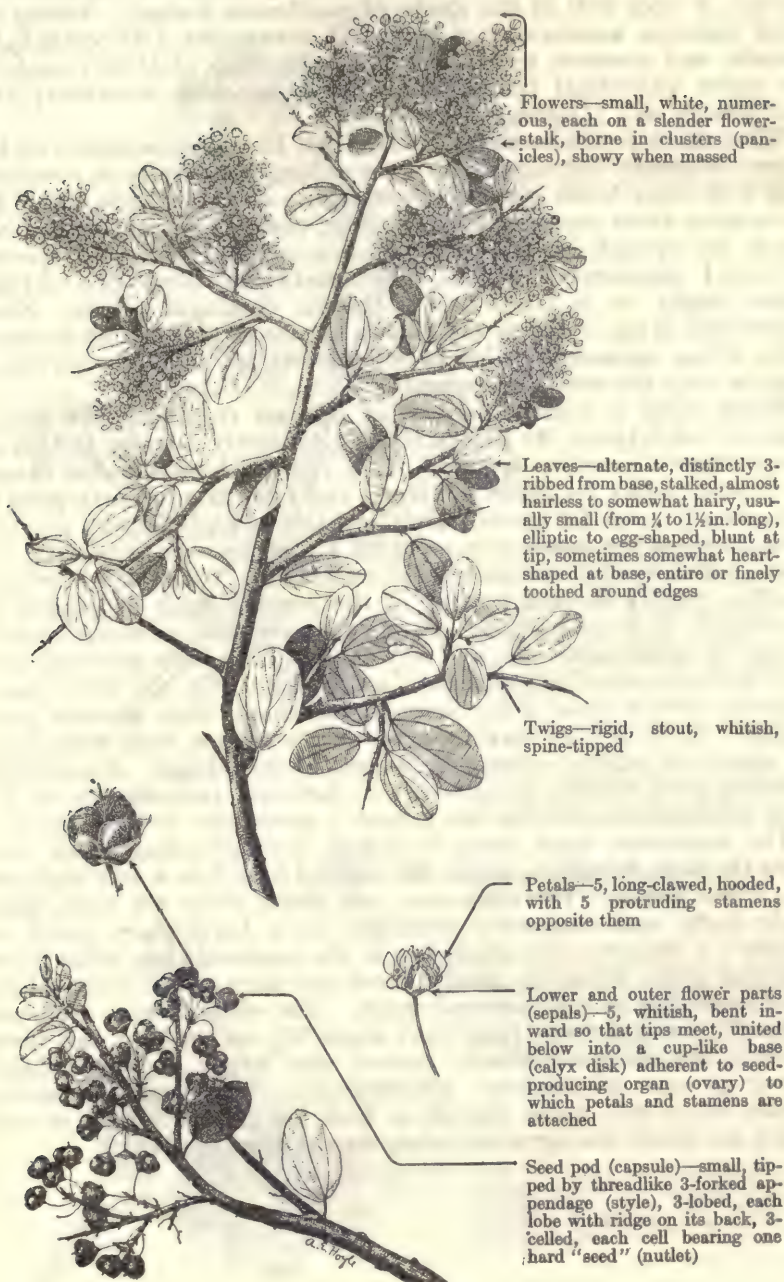 Flowers—small, white, numer-
ous, each on a slender flower-
stalk, borne in clusters (pan-
icles), showy when massed
Leaves—alternate, distinctly 3-
ribbed from base, stalked, almost
hairless to somewhat hairy, usu-
ally small (from ¼ to 1½ in. long),
elliptic to egg-shaped, blunt at
tip, sometimes somewhat heart-
shaped at base, entire or finely
toothed around edges
Twigs—rigid, stout, whitish,
spine-tipped
Petals—5, long-clawed, hooded,
with 5 protruding stamens
opposite them
Lower and outer flower parts
(sepals)—5, whitish, bent in-
ward so that tips meet, united
below into a cup-like base
(calyx disk) adherent to seed-
producing organ (ovary) to
which petals and stamens are
attached
Seed pod (capsule)—small, tip-
ped by threadlike 3-forked ap-
pendage (style), 3-lobed, each
lobe with ridge on its back, 3-
celled, each cell bearing one
hard "seed" (nutlet)
A.E. Hoyle